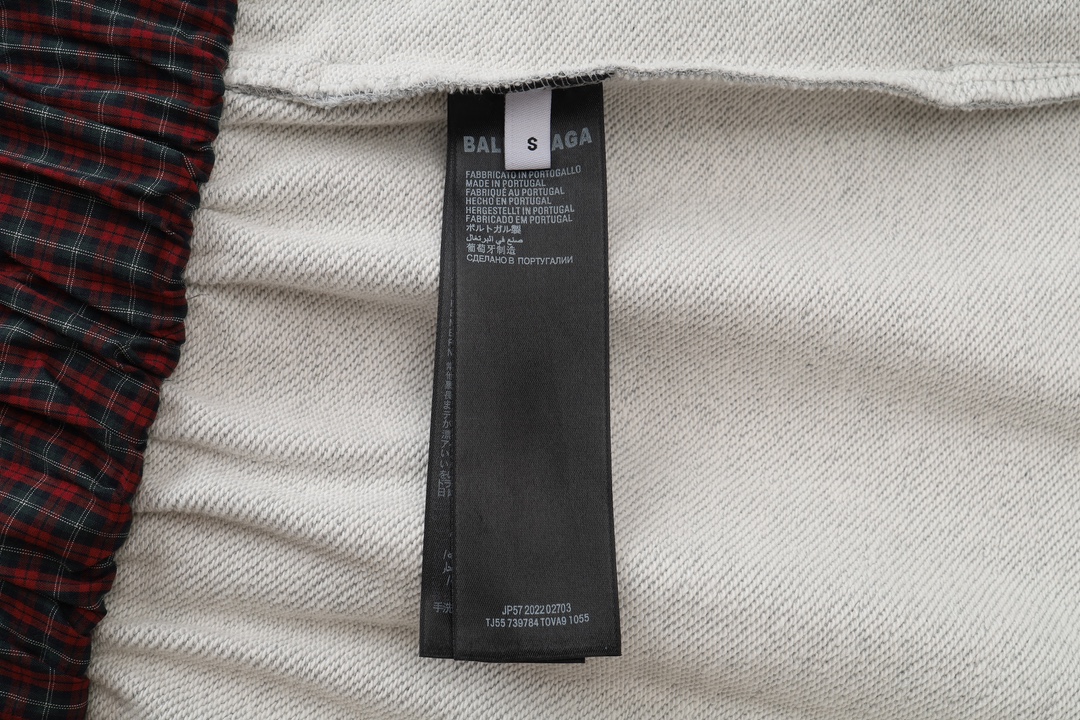 BAL AGA
S
FABBRICATO IN PORTOGALLO
MADE IN PORTUGAL
FABRIQUÉ AU PORTUGAL
HECHO EN PORTUGAL
HERGESTELLT IN PORTUGAL
FABRICADO EM PORTUGAL
ポルトガル製
صنع في البرتغال
葡萄牙制造
СДЕЛАНО В ПОРТУГАЛИИ
手洗
JP57 2022 02703
TJ55 739784 TOVA9 1055